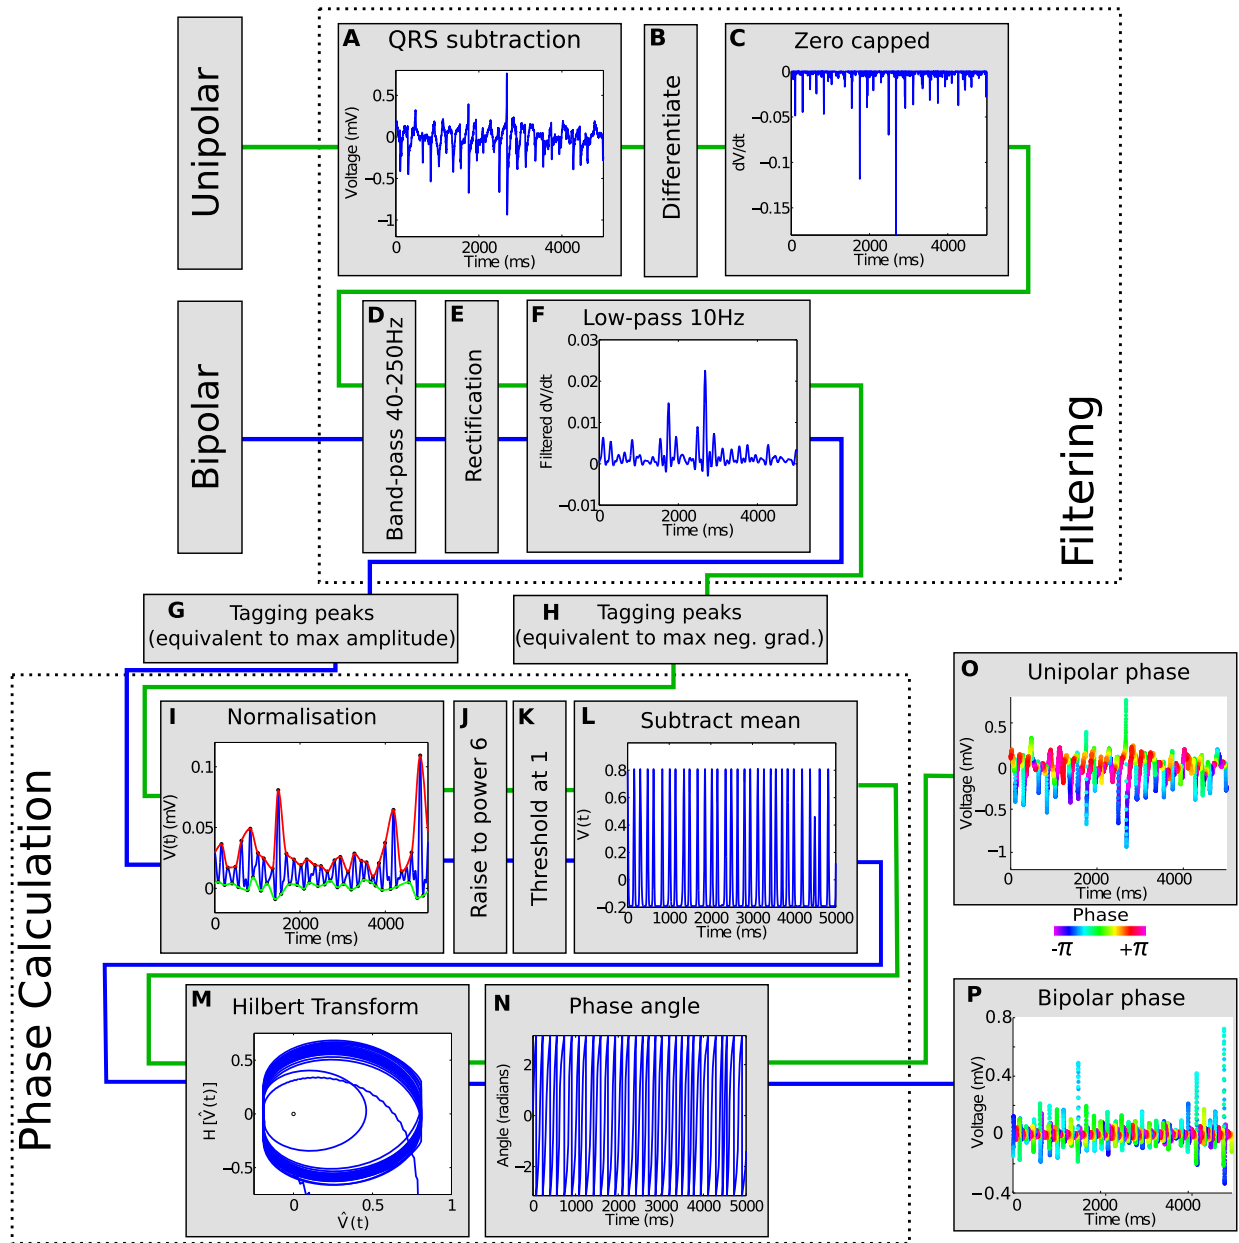 Unipolar
A QRS subtraction
Voltage (mV)
0.5
0
−0.5
−1
0 2000 4000
Time (ms)
B
Differentiate
C Zero capped
dV/dt
0
−0.05
−0.1
−0.15
0 2000 4000
Time (ms)
Bipolar
D
Band-pass 40-250Hz
E
Rectification
F Low-pass 10Hz
Filtered dV/dt
0.03
0.02
0.01
0
−0.01
0 2000 4000
Time (ms)
Filtering
G Tagging peaks
(equivalent to max amplitude)
H Tagging peaks
(equivalent to max neg. grad.)
Phase Calculation
I Normalisation
V(t) (mV)
0.1
0.05
0
0 2000 4000
Time (ms)
J
Raise to power 6
K
Threshold at 1
L Subtract mean
V(t)
0.8
0.6
0.4
0.2
0
−0.2
0 1000 2000 3000 4000 5000
Time (ms)
M Hilbert Transform
H [V̂(t)]
0.5
0
−0.5
0 0.5 1
V̂(t)
N Phase angle
Angle (radians)
2
0
−2
0 1000 2000 3000 4000 5000
Time (ms)
O Unipolar phase
Voltage (mV)
0.5
0
−0.5
−1
0 2000 4000
Time (ms)
Phase
-π +π
P Bipolar phase
Voltage (mV)
0.8
0.4
0
−0.4
0 2000 4000
Time (ms)